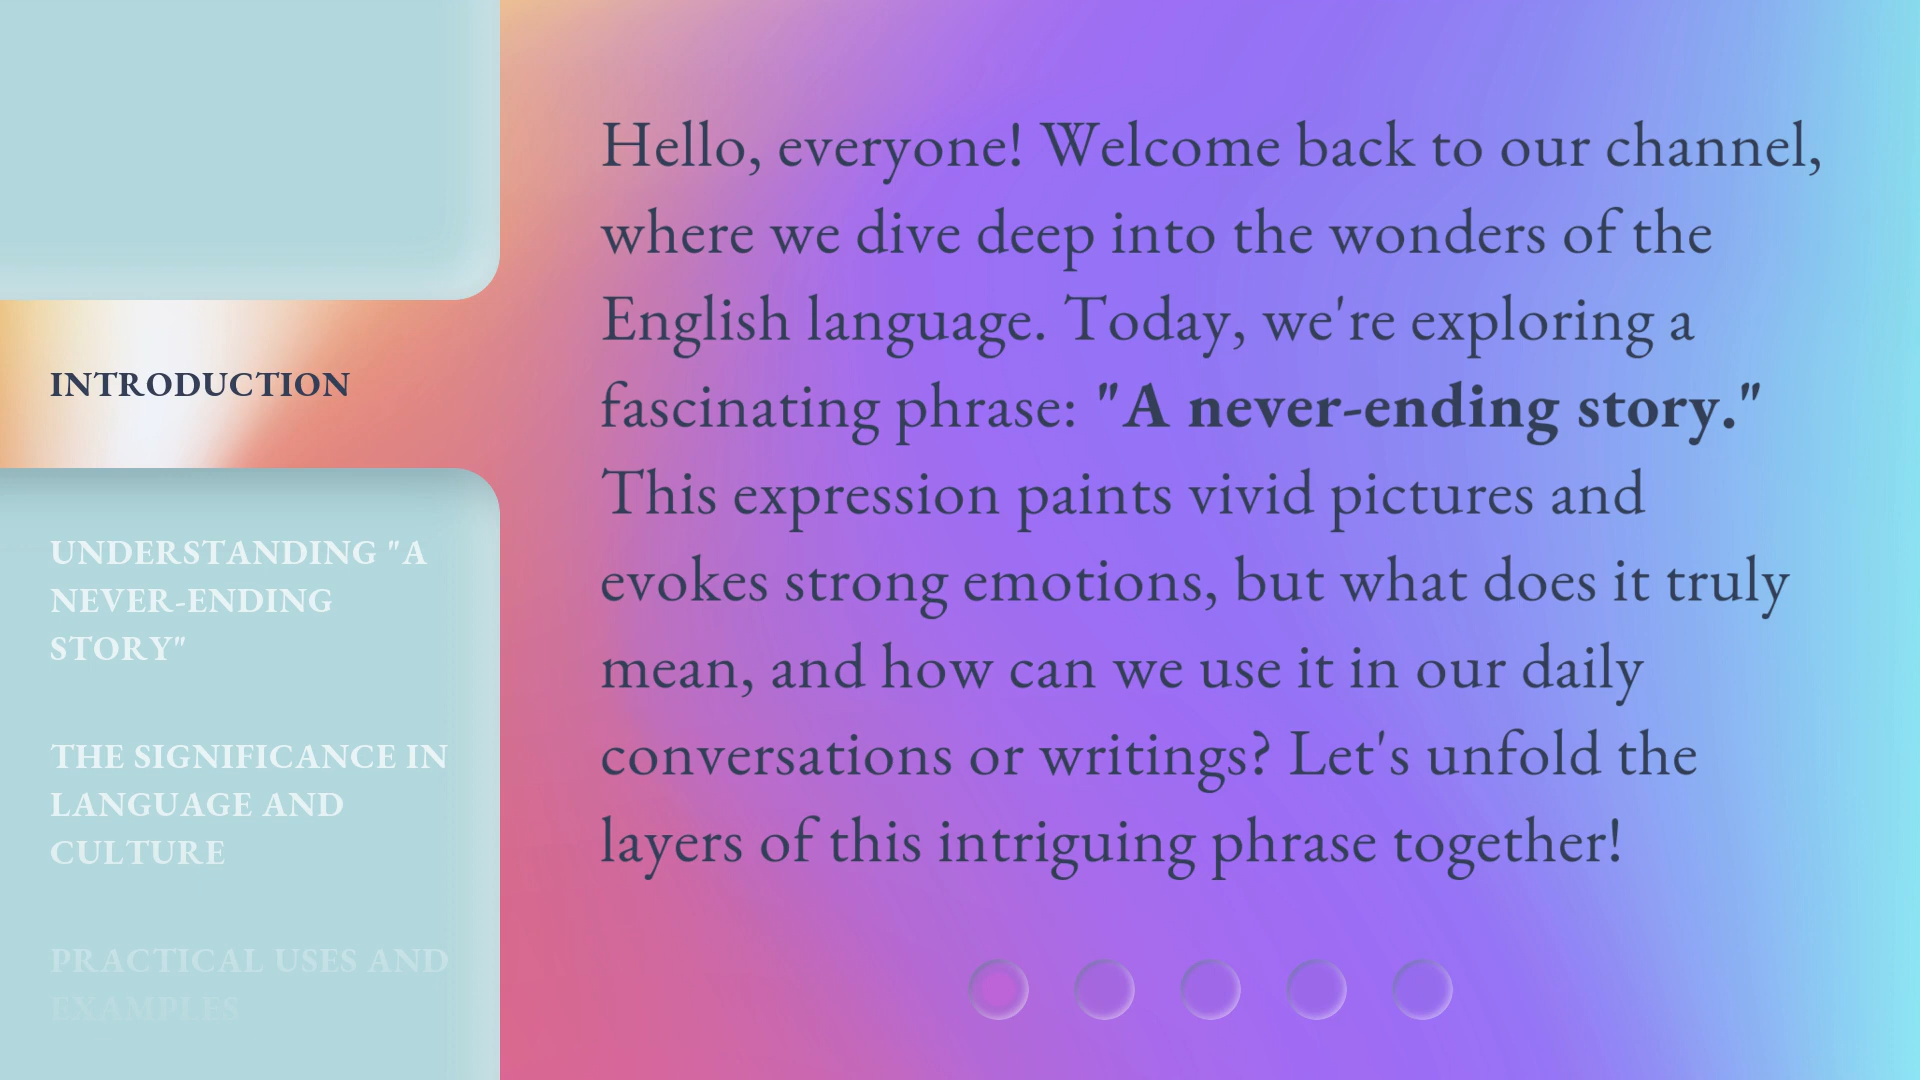 INTRODUCTION
UNDERSTANDING "A
NEVER-ENDING
STORY"
THE SIGNIFICANCE IN
LANGUAGE AND
CULTURE
PRACTICAL USES AND
EXAMPLES
Hello, everyone! Welcome back to our channel,
where we dive deep into the wonders of the
English language. Today, we're exploring a
fascinating phrase: "A never-ending story."
This expression paints vivid pictures and
evokes strong emotions, but what does it truly
mean, and how can we use it in our daily
conversations or writings? Let's unfold the
layers of this intriguing phrase together!